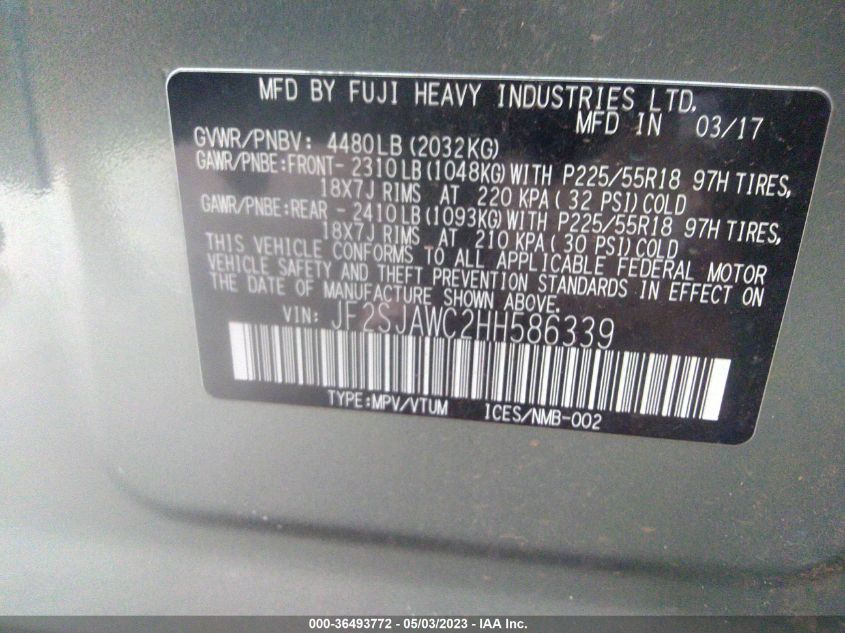 MFD BY FUJI HEAVY INDUSTRIES LTD.
MFD IN 03/17
GVWR/PNBV: 4480LB (2032KG)
GAWR/PNBE:FRONT- 2310LB (1048KG) WITH P225/55R18 97H TIRES,
18X7J RIMS AT 220 KPA ( 32 PSI) COLD
GAWR/PNBE:REAR - 2410LB (1093KG) WITH P225/55R18 97H TIRES,
18X7J RIMS AT 210 KPA ( 30 PSI) COLD
THIS VEHICLE CONFORMS TO ALL APPLICABLE FEDERAL MOTOR
VEHICLE SAFETY AND THEFT PREVENTION STANDARDS IN EFFECT ON
THE DATE OF MANUFACTURE SHOWN ABOVE.
VIN: JF2SJAWC2HH586339
TYPE:MPV/VTUM ICES/NMB-002
000-36493772 - 05/03/2023 - IAA Inc.